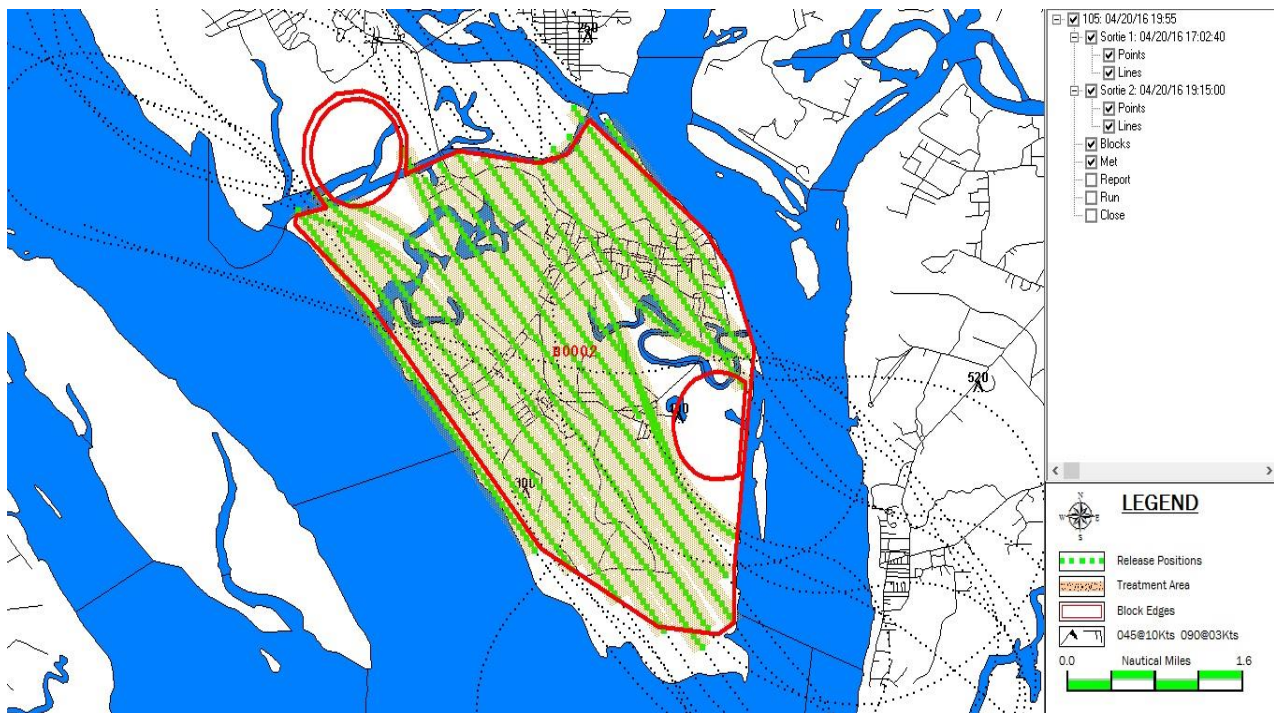 250
B0002
520
105: 04/20/16 19:55
Sortie 1: 04/20/16 17:02:40
Points
Lines
Sortie 2: 04/20/16 19:15:00
Points
Lines
Blocks
Met
Report
Run
Close
LEGEND
N
W
E
S
Release Positions
Treatment Area
Block Edges
045@10Kts 090@03Kts
0.0 Nautical Miles 1.6